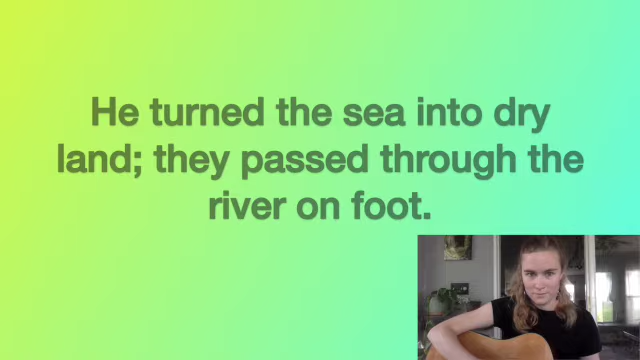 He turned the sea into dry
land; they passed through the
river on foot.